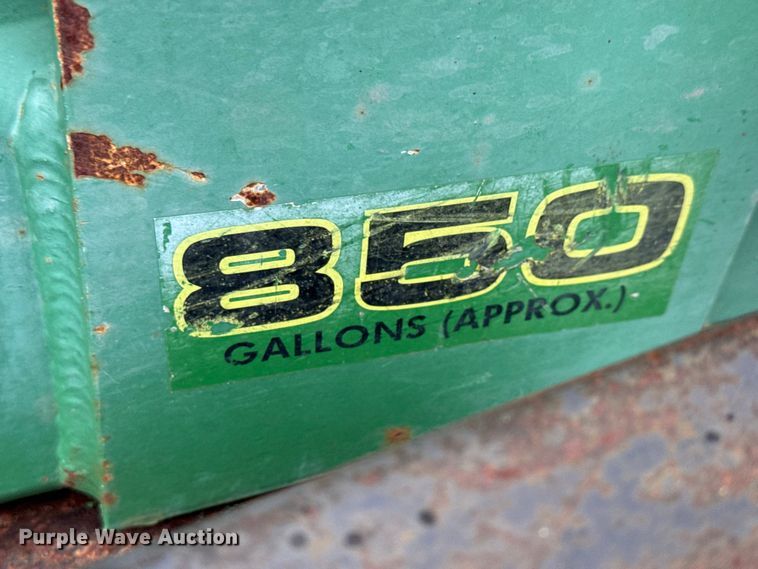 850
GALLONS (APPROX.)
Purple Wave Auction